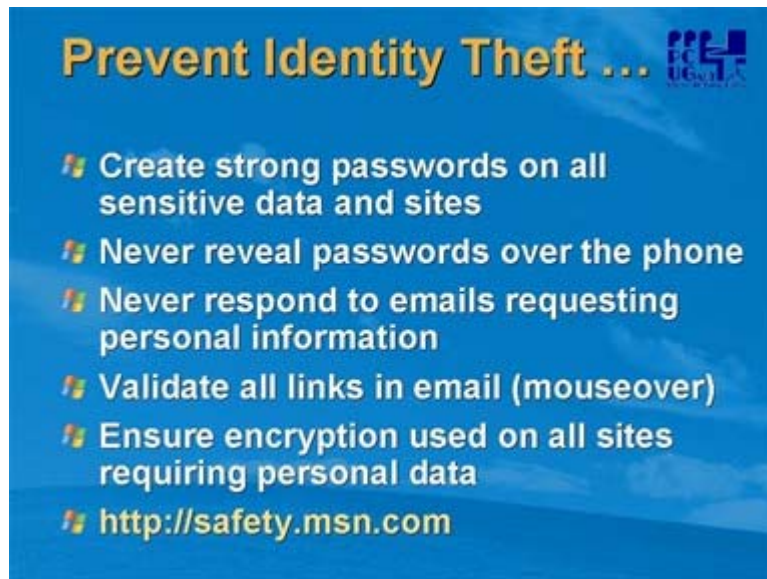 Prevent Identity Theft ...
PC
UG
Create strong passwords on all
sensitive data and sites
Never reveal passwords over the phone
Never respond to emails requesting
personal information
Validate all links in email (mouseover)
Ensure encryption used on all sites
requiring personal data
http://safety.msn.com